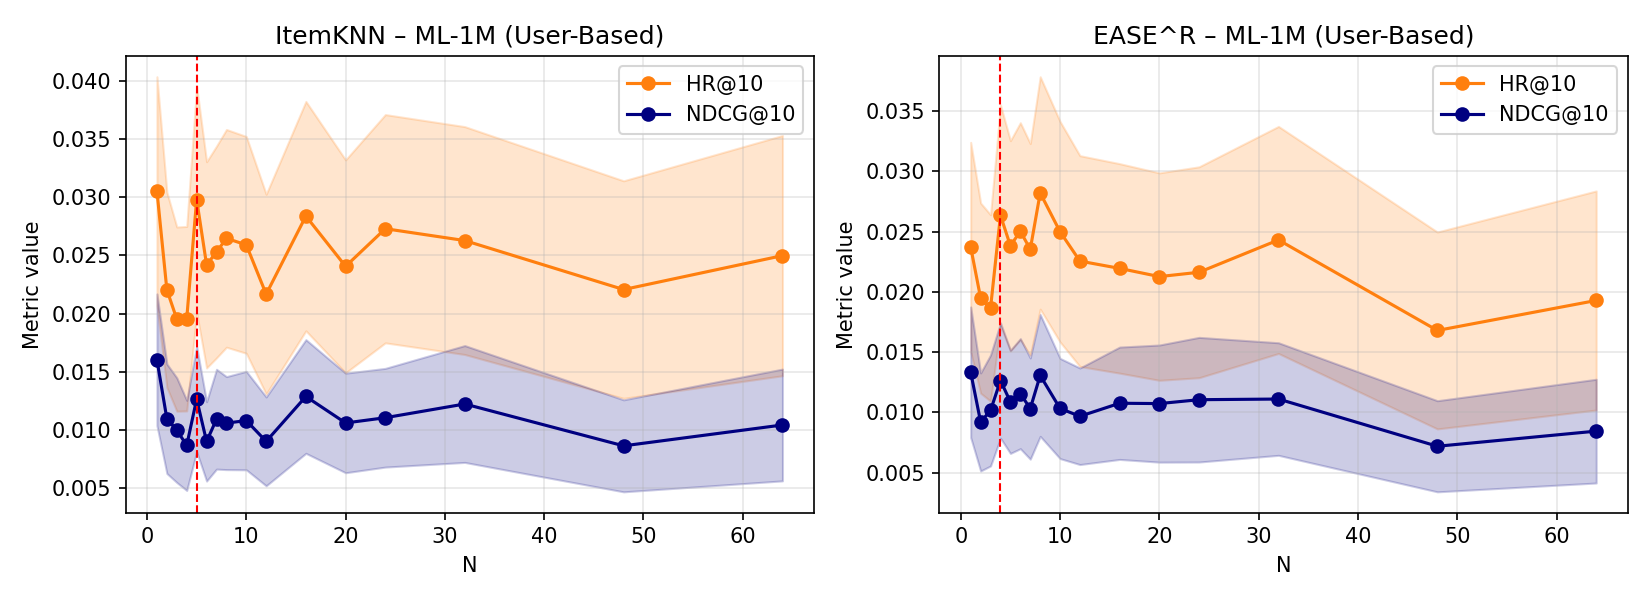 ItemKNN – ML-1M (User-Based)
HR@10
NDCG@10
0.040
0.035
0.030
0.025
0.020
0.015
0.010
0.005
Metric value
0 10 20 30 40 50 60
N
EASE^R – ML-1M (User-Based)
HR@10
NDCG@10
0.035
0.030
0.025
0.020
0.015
0.010
0.005
Metric value
0 10 20 30 40 50 60
N